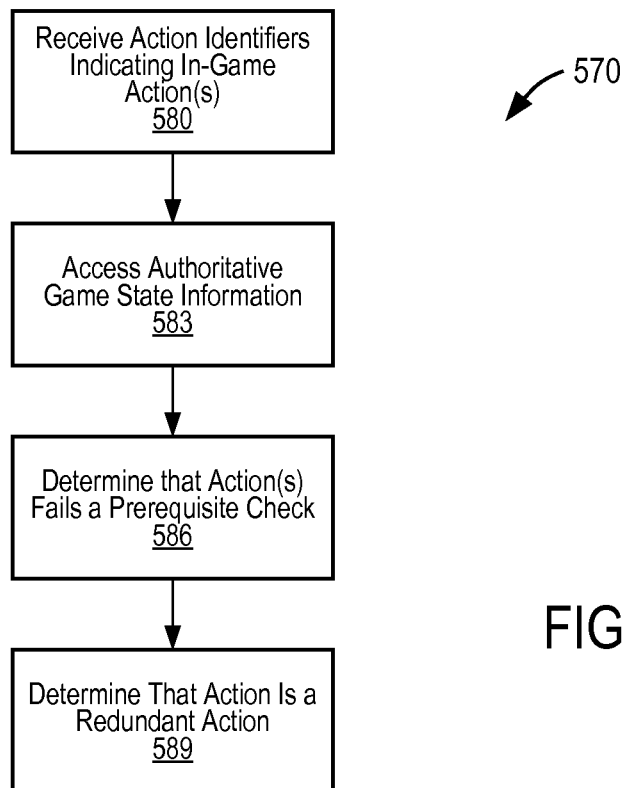 Receive Action Identifiers
Indicating In-Game
Action(s)
580
570
Access Authoritative
Game State Information
583
Determine that Action(s)
Fails a Prerequisite Check
586
FIG
Determine That Action Is a
Redundant Action
589